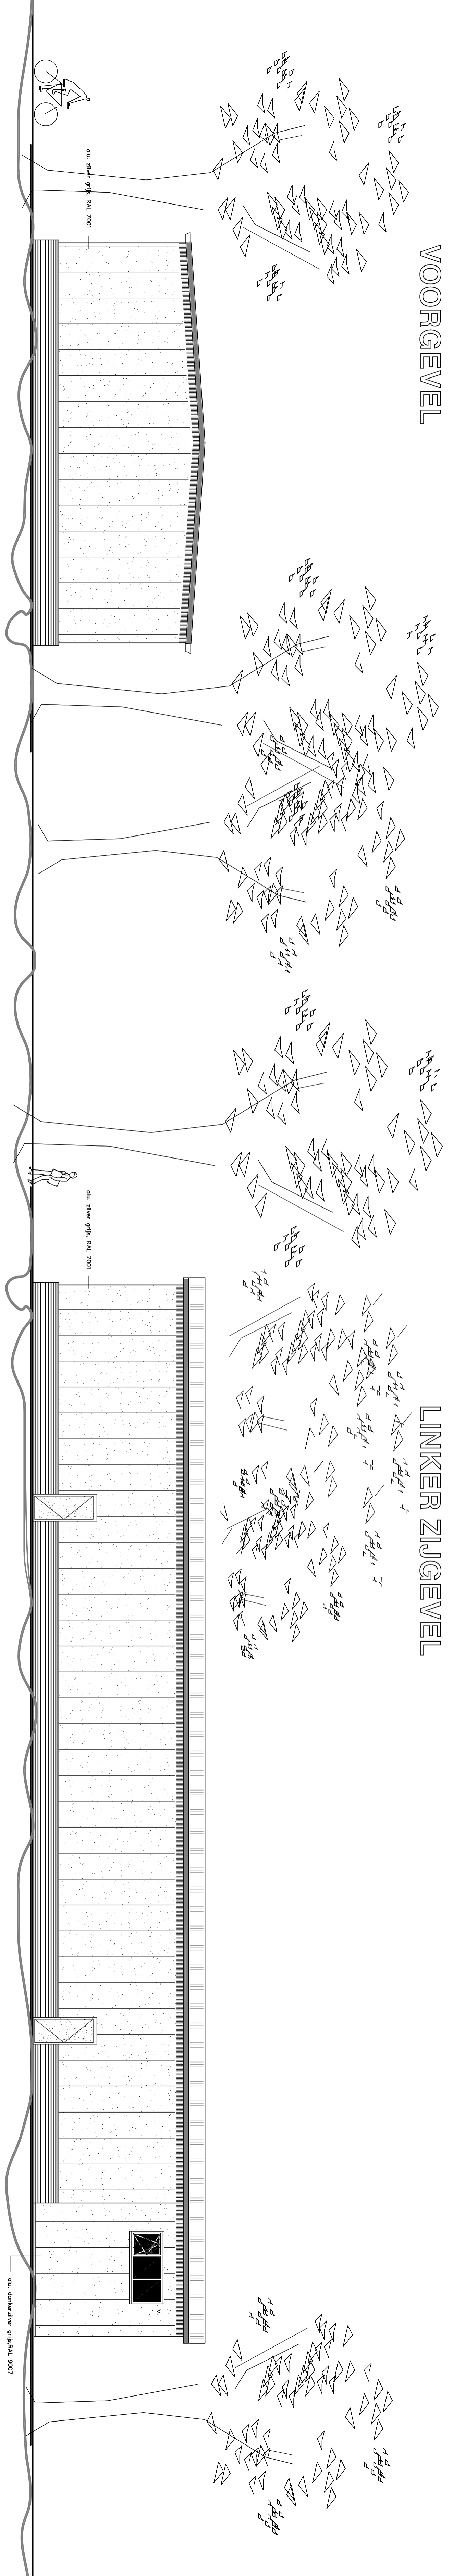 VOORGEVEL
alu. zilver grijs, RAL 7001
LINKER ZIJGEVEL
alu. zilver grijs, RAL 7001
v.
alu. donkerzilver grijs,RAL 9007